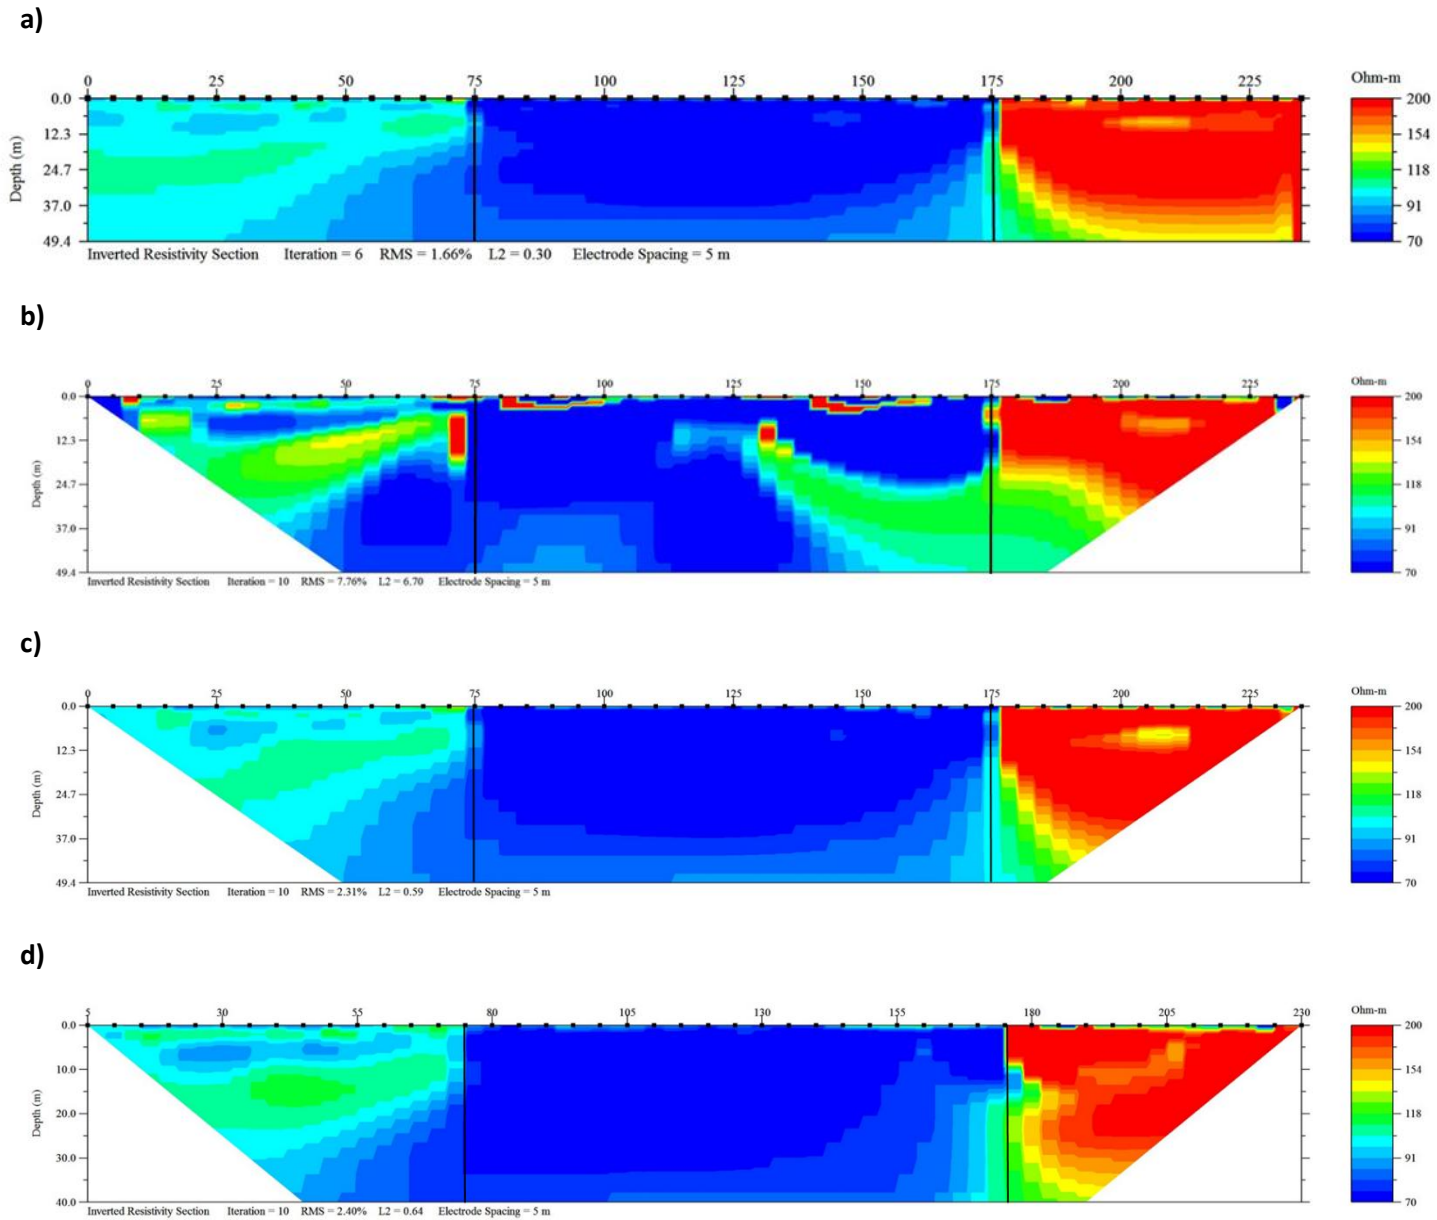 a)
0 25 50 75 100 125 150 175 200 225
Ohm-m
Depth (m)
0.0
12.3
24.7
37.0
49.4
200
154
118
91
70
Inverted Resistivity Section Iteration = 6 RMS = 1.66% L2 = 0.30 Electrode Spacing = 5 m
b)
0 25 50 75 100 125 150 175 200 225
Ohm-m
Depth (m)
0.0
12.3
24.7
37.0
49.4
200
154
118
91
70
Inverted Resistivity Section Iteration = 10 RMS = 7.76% L2 = 6.70 Electrode Spacing = 5 m
c)
0 25 50 75 100 125 150 175 200 225
Ohm-m
Depth (m)
0.0
12.3
24.7
37.0
49.4
200
154
118
91
70
Inverted Resistivity Section Iteration = 10 RMS = 2.31% L2 = 0.59 Electrode Spacing = 5 m
d)
5 30 55 80 105 130 155 180 205 230
Ohm-m
Depth (m)
0.0
10.0
20.0
30.0
40.0
200
154
118
91
70
Inverted Resistivity Section Iteration = 10 RMS = 2.40% L2 = 0.64 Electrode Spacing = 5 m